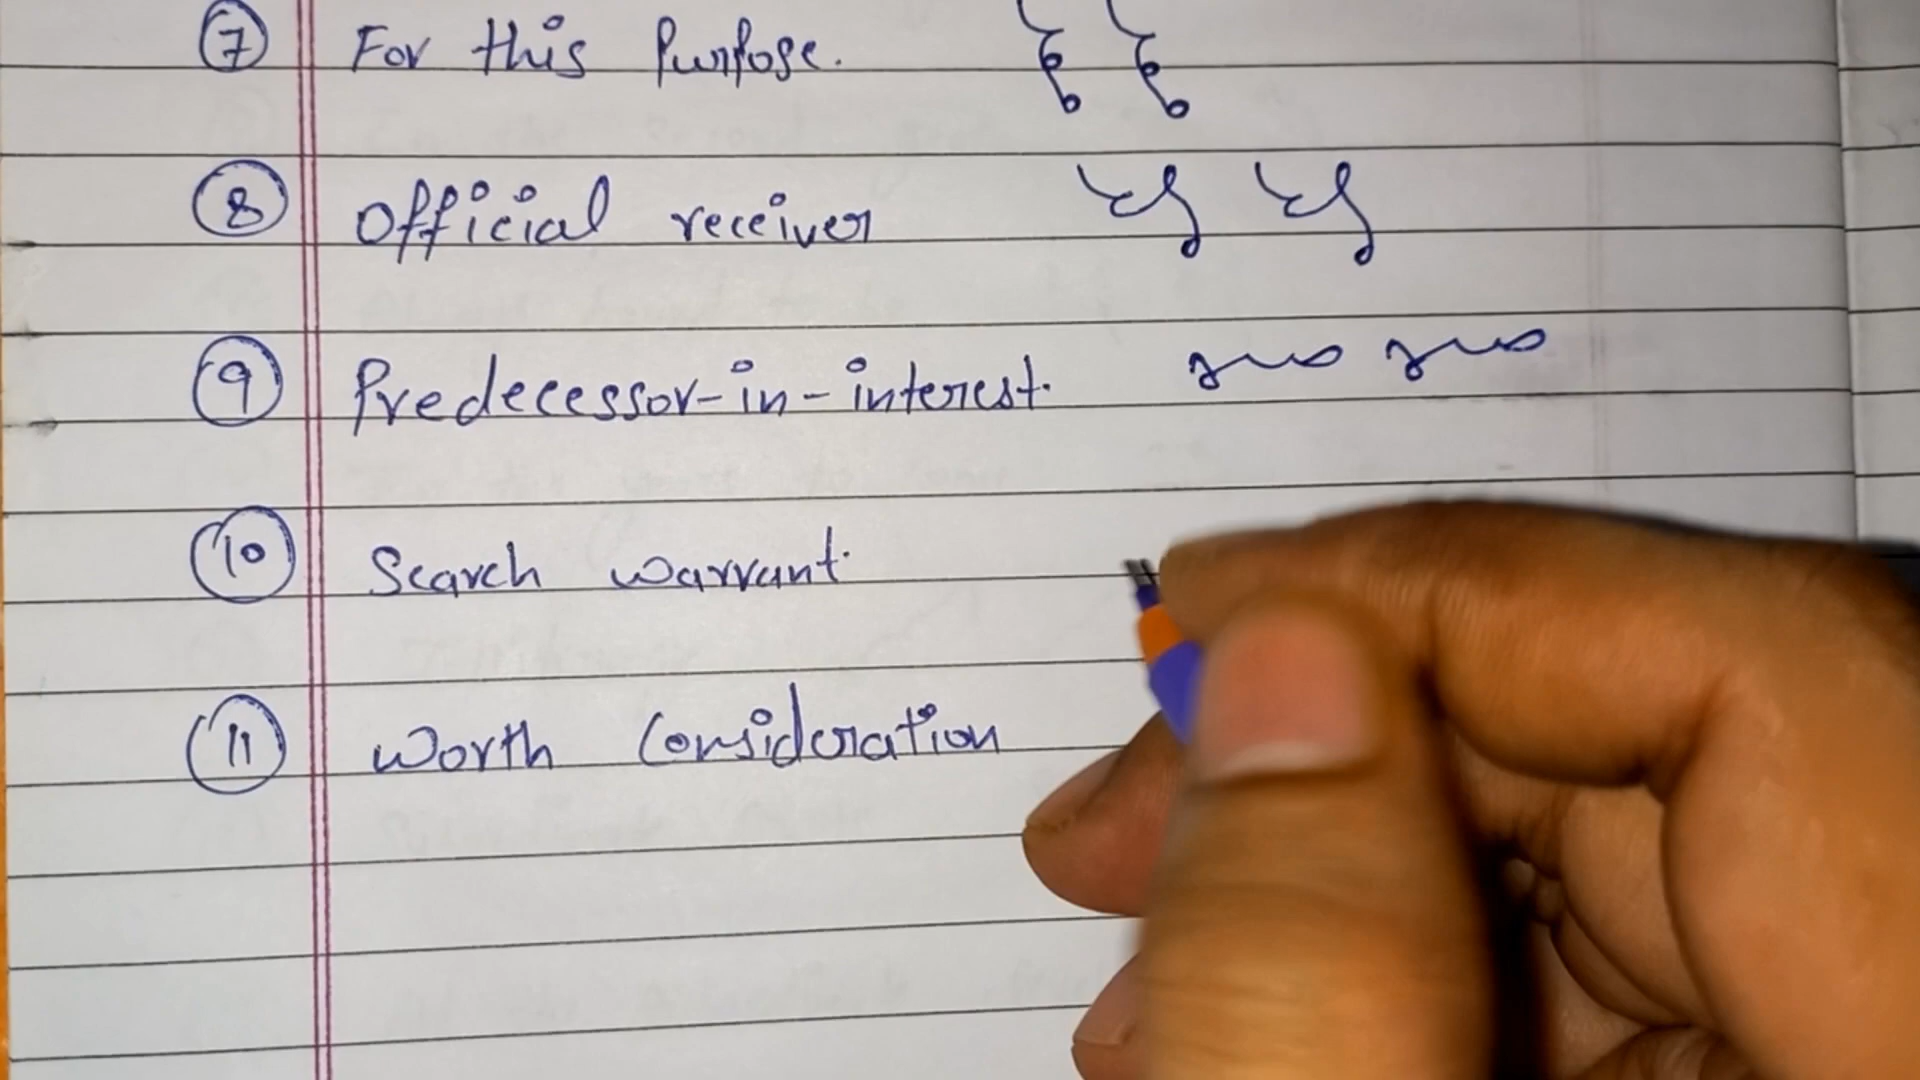 7 For this Purpose.
8 Official receiver
9 Predecessor-in-interest.
10 Search warrant.
11 Worth Consideration